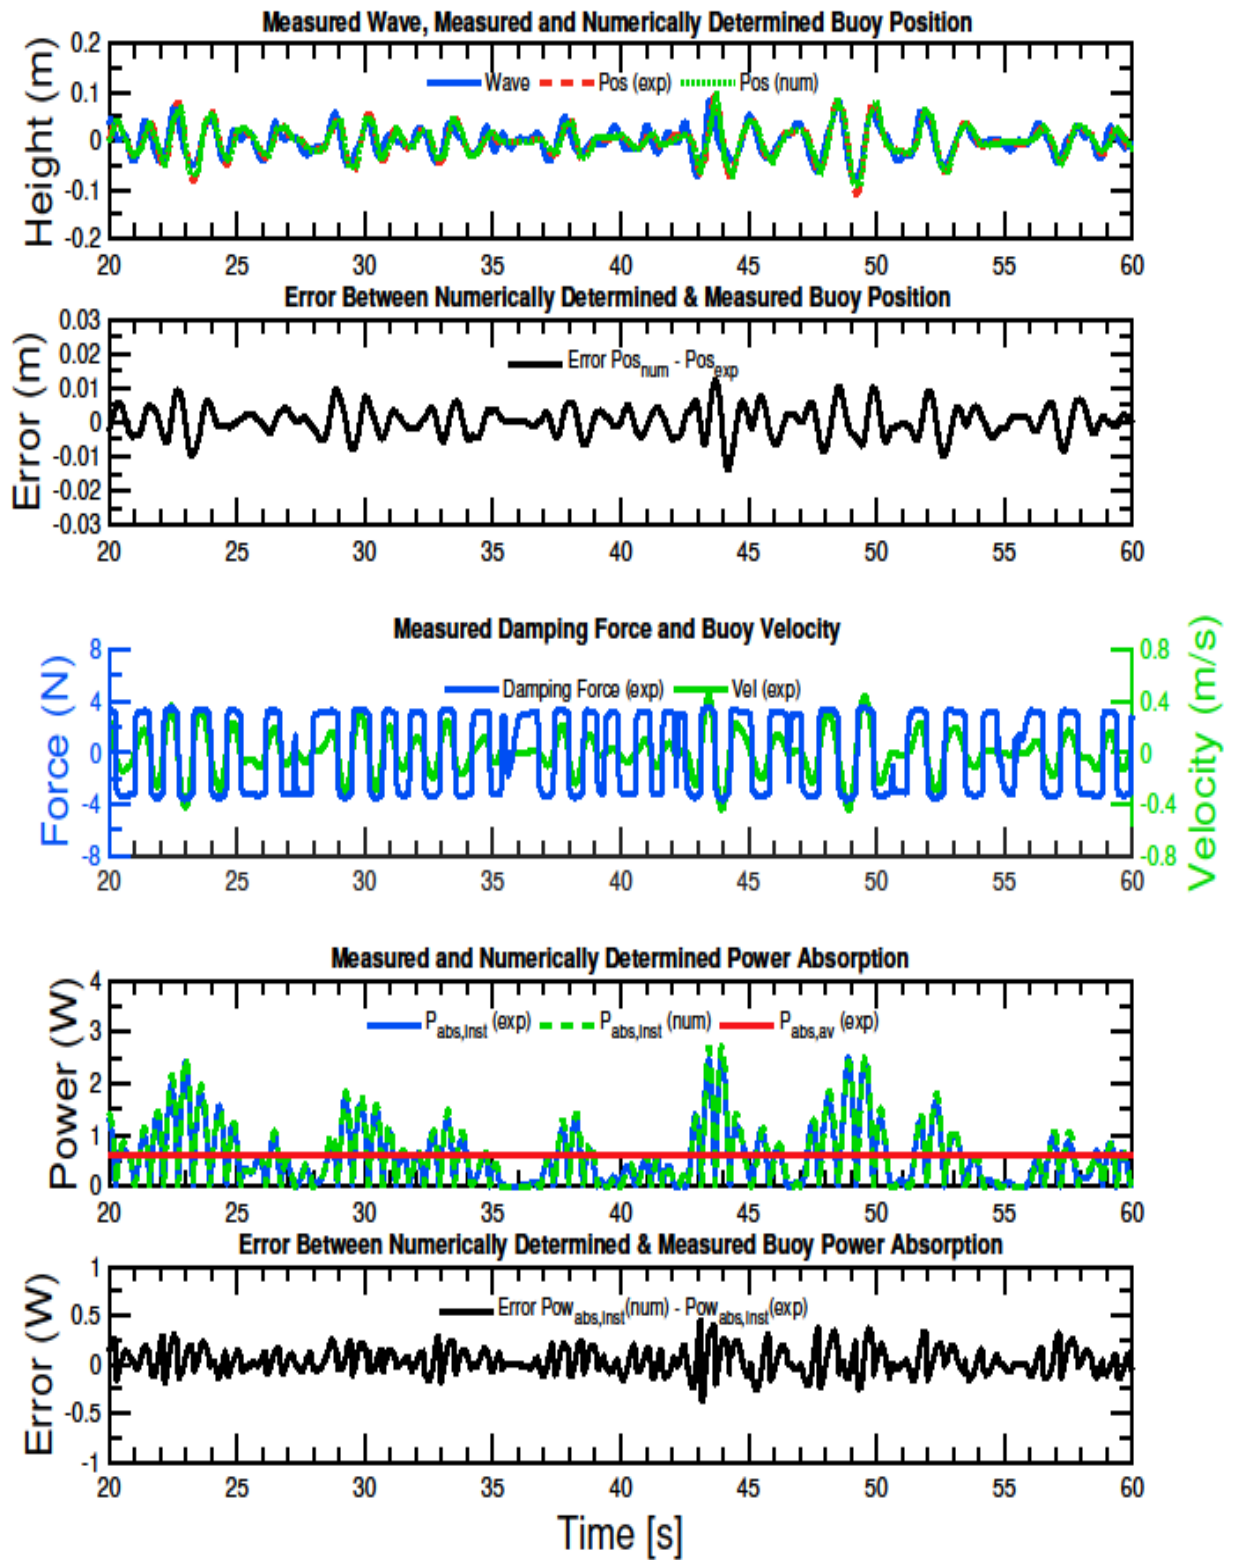 Measured Wave, Measured and Numerically Determined Buoy Position
Height (m)
0.2
0.1
0
-0.1
-0.2
Wave Pos (exp) Pos (num)
20 25 30 35 40 45 50 55 60
Error Between Numerically Determined & Measured Buoy Position
Error (m)
0.03
0.02
0.01
0
-0.01
-0.02
-0.03
Error Pos_num - Pos_exp
20 25 30 35 40 45 50 55 60
Measured Damping Force and Buoy Velocity
Force (N)
8
4
0
-4
-8
Damping Force (exp) Vel (exp)
0.8
0.4
0
-0.4
-0.8
Velocity (m/s)
20 25 30 35 40 45 50 55 60
Measured and Numerically Determined Power Absorption
Power (W)
4
3
2
1
0
P_abs,inst (exp) P_abs,inst (num) P_abs,av (exp)
20 25 30 35 40 45 50 55 60
Error Between Numerically Determined & Measured Buoy Power Absorption
Error (W)
1
0.5
0
-0.5
-1
Error Pow_abs,inst(num) - Pow_abs,inst(exp)
20 25 30 35 40 45 50 55 60
Time [s]